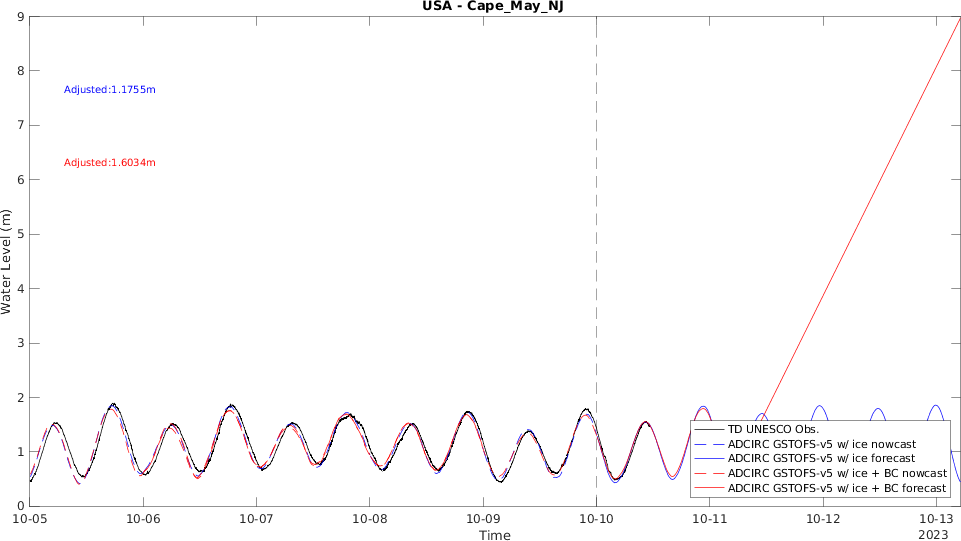 USA - Cape_May_NJ
9
8
7
6
5
4
3
2
1
0
Water Level (m)
Adjusted:1.1755m
Adjusted:1.6034m
TD UNESCO Obs.
ADCIRC GSTOFS-v5 w/ ice nowcast
ADCIRC GSTOFS-v5 w/ ice forecast
ADCIRC GSTOFS-v5 w/ ice + BC nowcast
ADCIRC GSTOFS-v5 w/ ice + BC forecast
10-05 10-06 10-07 10-08 10-09 10-10 10-11 10-12 10-13
Time
2023